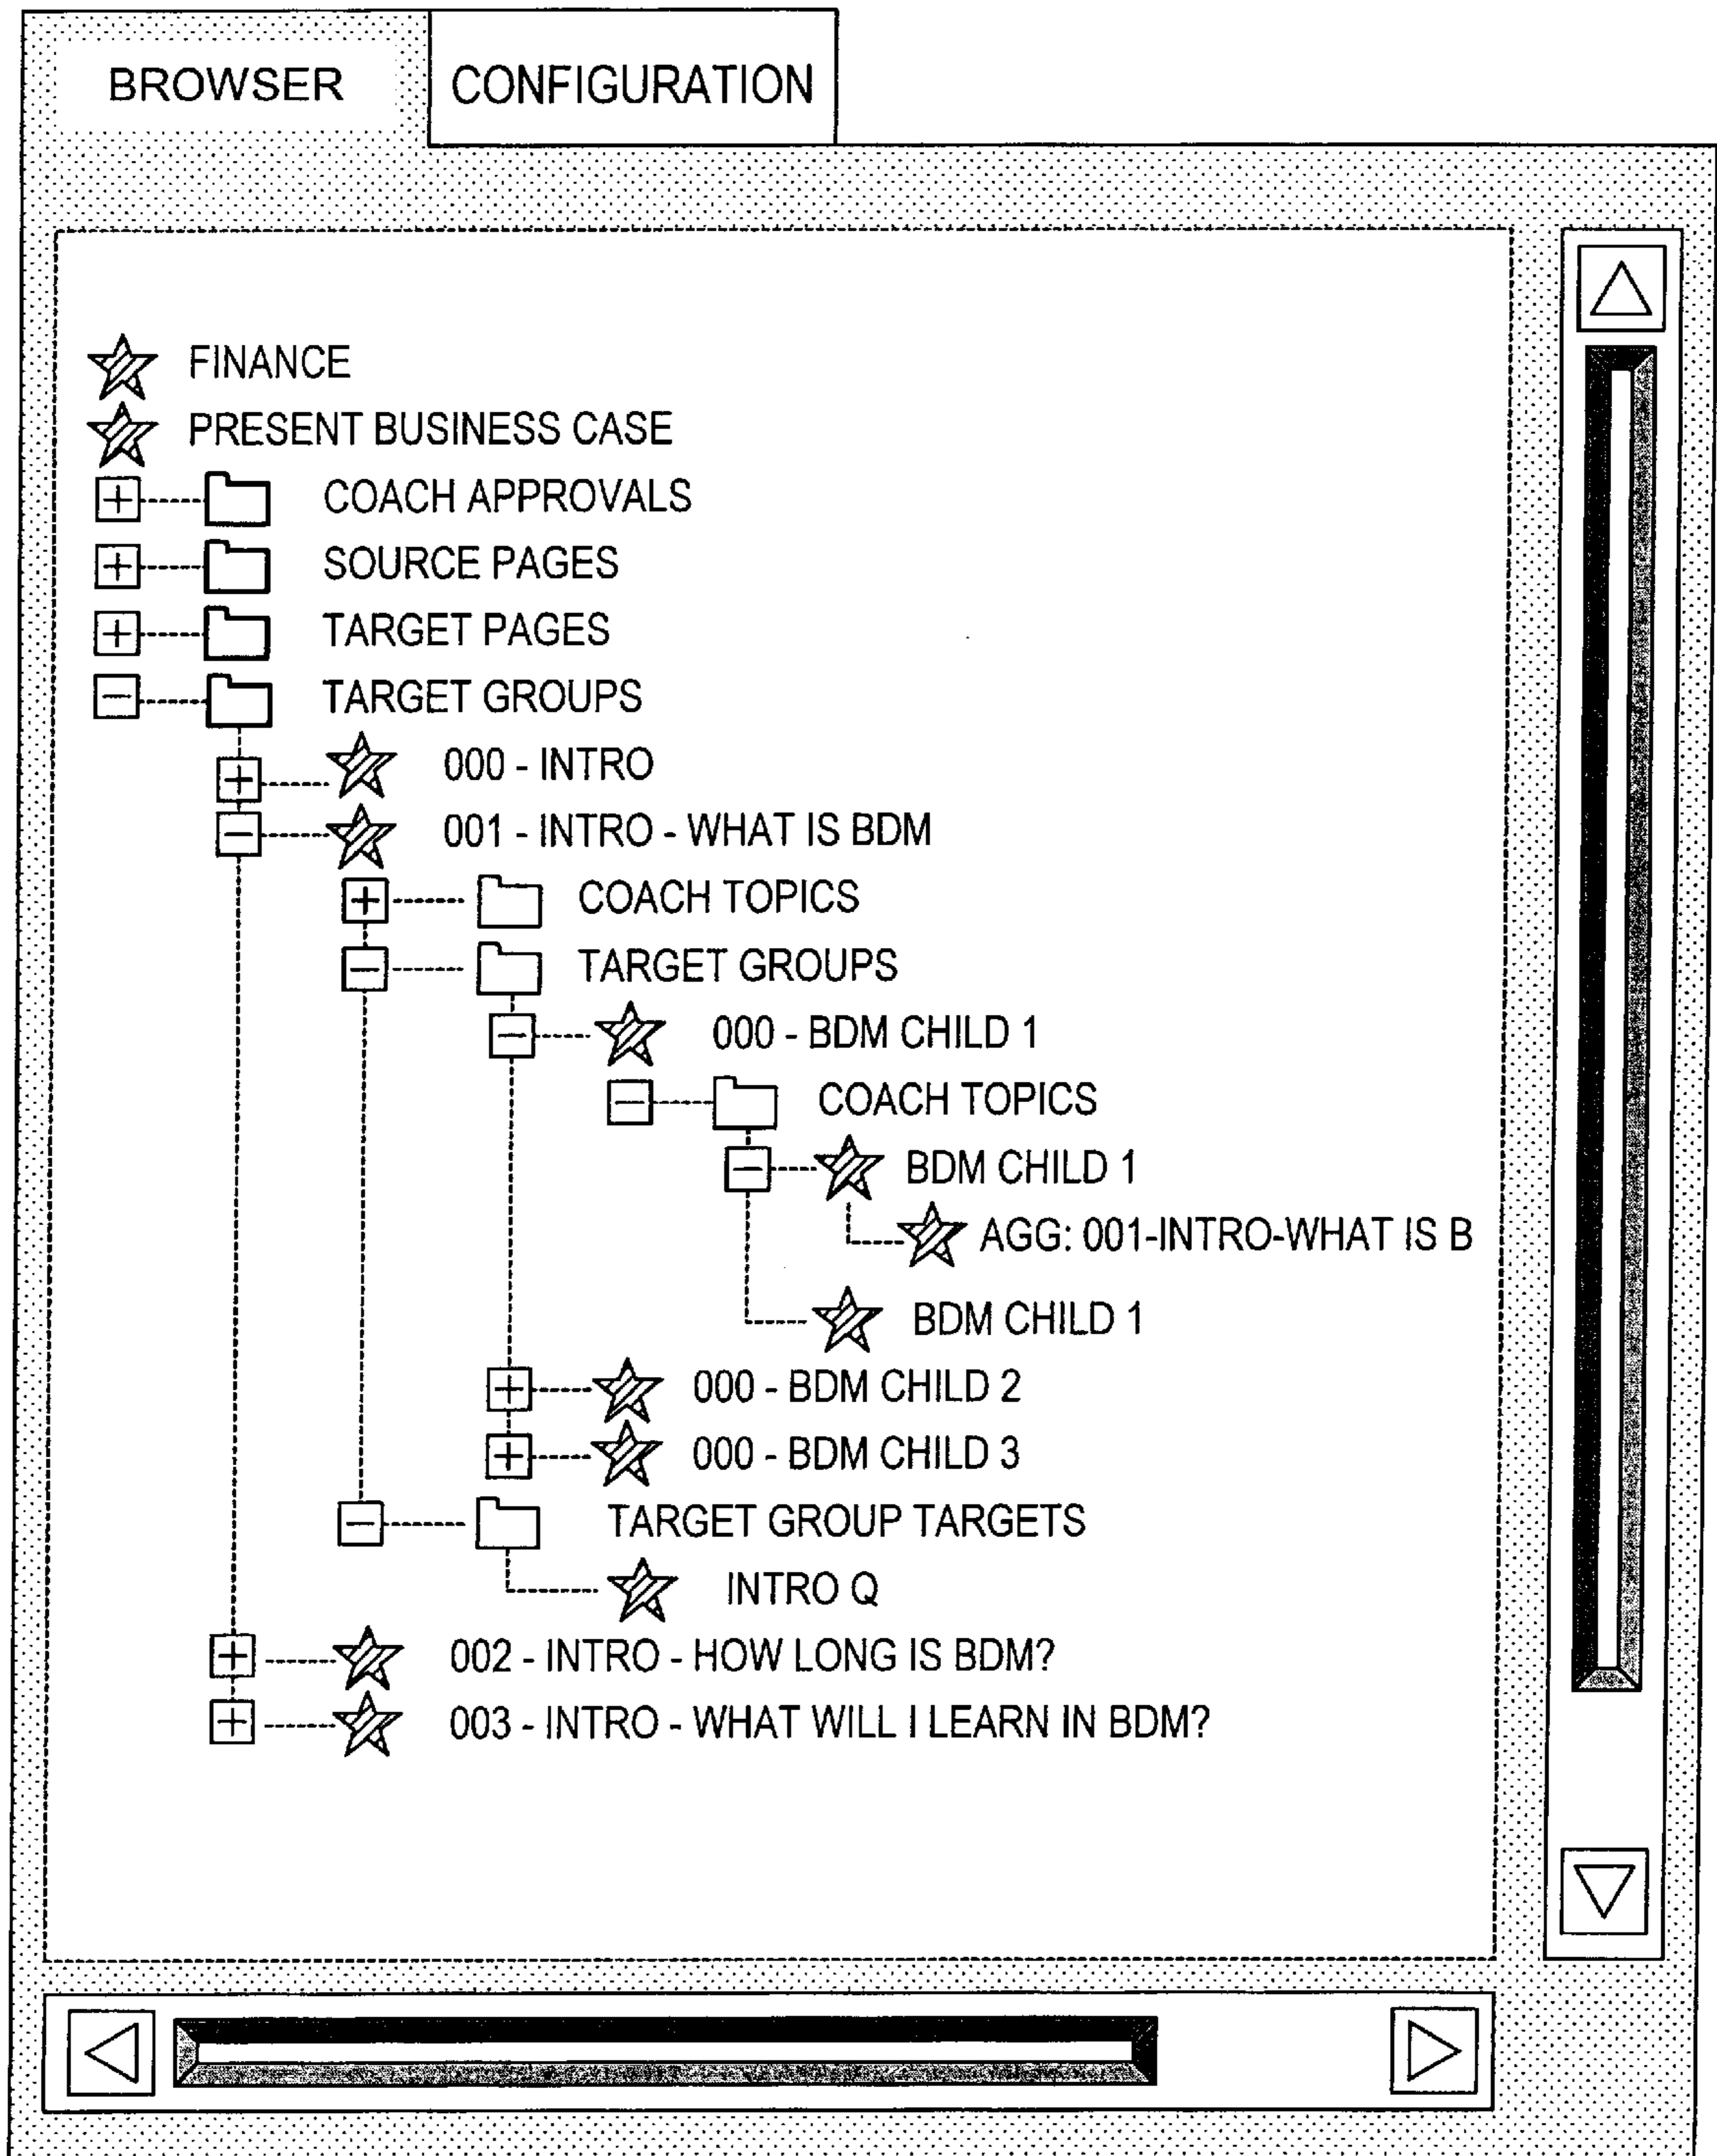 BROWSER
CONFIGURATION
FINANCE
PRESENT BUSINESS CASE
COACH APPROVALS
SOURCE PAGES
TARGET PAGES
TARGET GROUPS
000 - INTRO
001 - INTRO - WHAT IS BDM
COACH TOPICS
TARGET GROUPS
000 - BDM CHILD 1
COACH TOPICS
BDM CHILD 1
AGG: 001-INTRO-WHAT IS B
BDM CHILD 1
000 - BDM CHILD 2
000 - BDM CHILD 3
TARGET GROUP TARGETS
INTRO Q
002 - INTRO - HOW LONG IS BDM?
003 - INTRO - WHAT WILL I LEARN IN BDM?